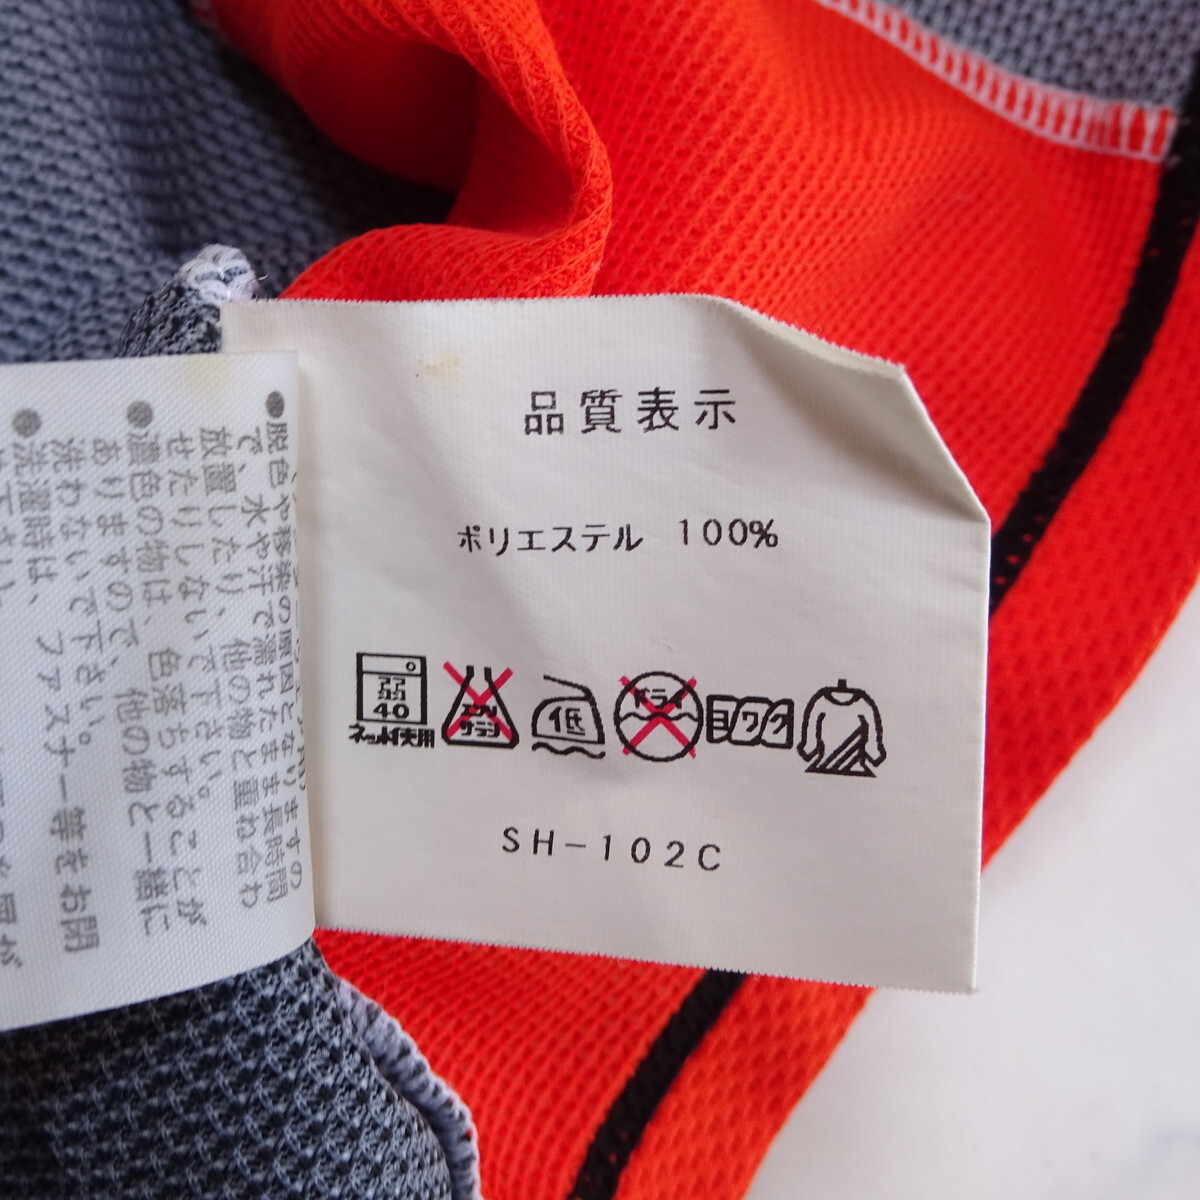 品質表示
ポリエステル 100%
40
ネット使用
エンソ
サラシ
低
ドライ
SH-102C
●脱色や移染の原因となりますの
で、水や汗で濡れたまま長時間
放置したり、他の物と重ね合わ
せたりしないで下さい。
●濃色の物は、色落ちすることが
ありますので、他の物と一緒に
洗わないで下さい。
●洗濯時は、ファスナー等をお閉